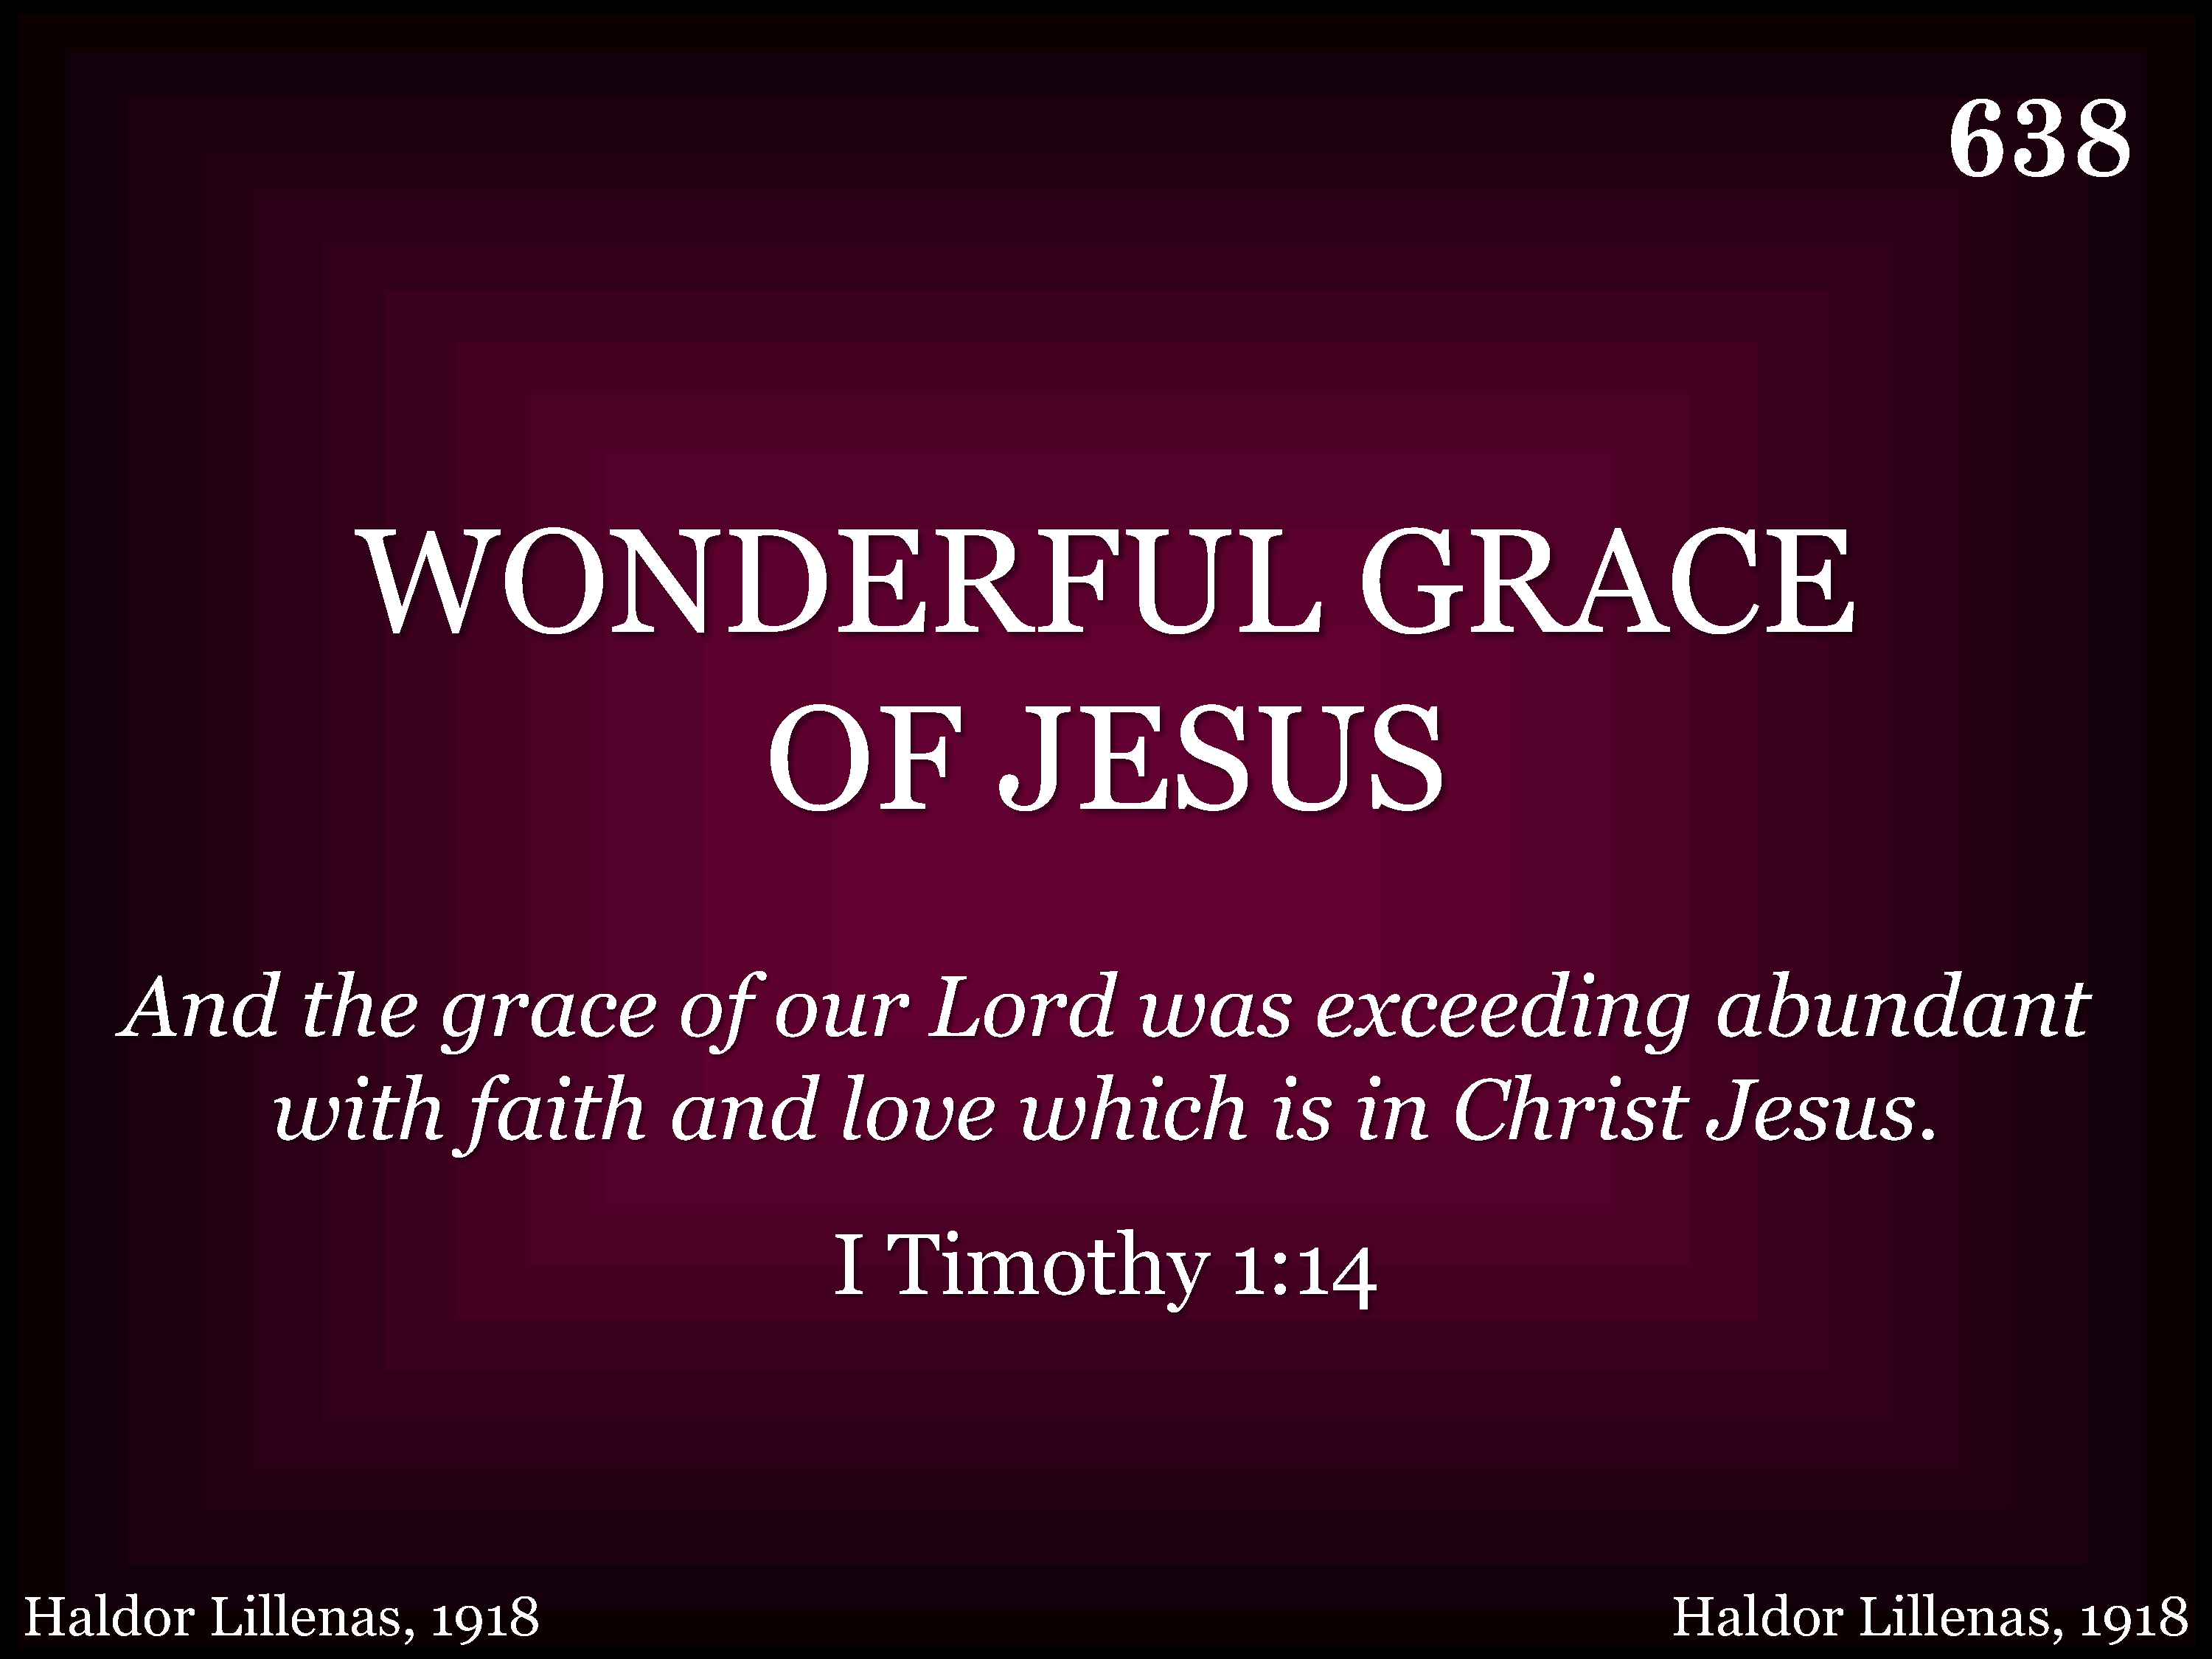 638
WONDERFUL GRACE
OF JESUS
And the grace of our Lord was exceeding abundant
with faith and love which is in Christ Jesus.
I Timothy 1:14
Haldor Lillenas, 1918
Haldor Lillenas, 1918